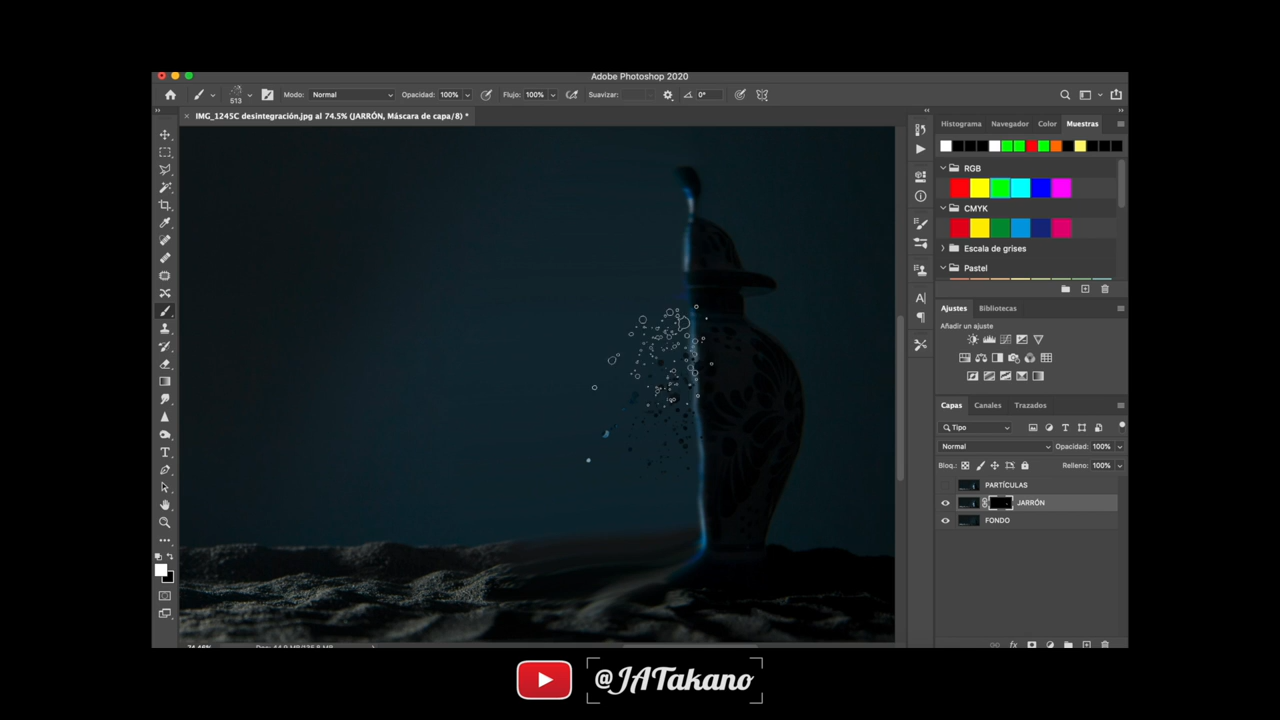 Adobe Photoshop 2020
513
Modo: Normal
Opacidad: 100%
Flujo: 100%
Suavizar:
0°
IMG_1245C desintegración.jpg al 74.5% (JARRÓN, Máscara de capa/8) *
Histograma Navegador Color Muestras
RGB
CMYK
Escala de grises
Pastel
Ajustes Bibliotecas
Añadir un ajuste
Capas Canales Trazados
Tipo
Normal Opacidad: 100%
Bloq.: Relleno: 100%
PARTÍCULAS
JARRÓN
FONDO
fx
@JATakano